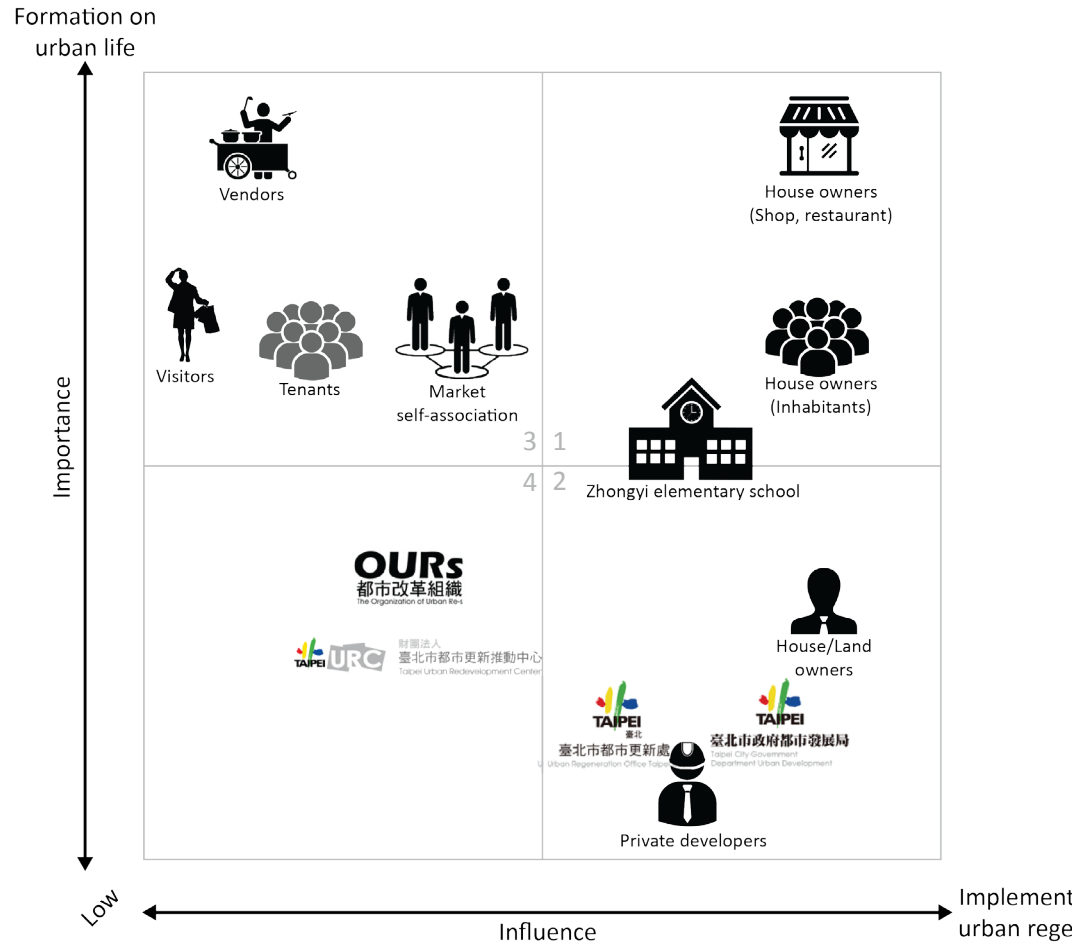 Formation on
urban life
Vendors
House owners
(Shop, restaurant)
Visitors
Tenants
Market
self-association
House owners
(Inhabitants)
3 1
4 2
Zhongyi elementary school
Importance
OURs
都市改革組織
The Organization of Urban Re-s
TAIPEI URC
財團法人
臺北市都市更新推動中心
Taipei Urban Redevelopment Center
House/Land
owners
TAIPEI
臺北
臺北市都市更新處
Urban Regeneration Office Taipei
TAIPEI
臺北市政府都市發展局
Taipei City Government
Department Urban Development
Private developers
Low
Influence
Implement
urban rege